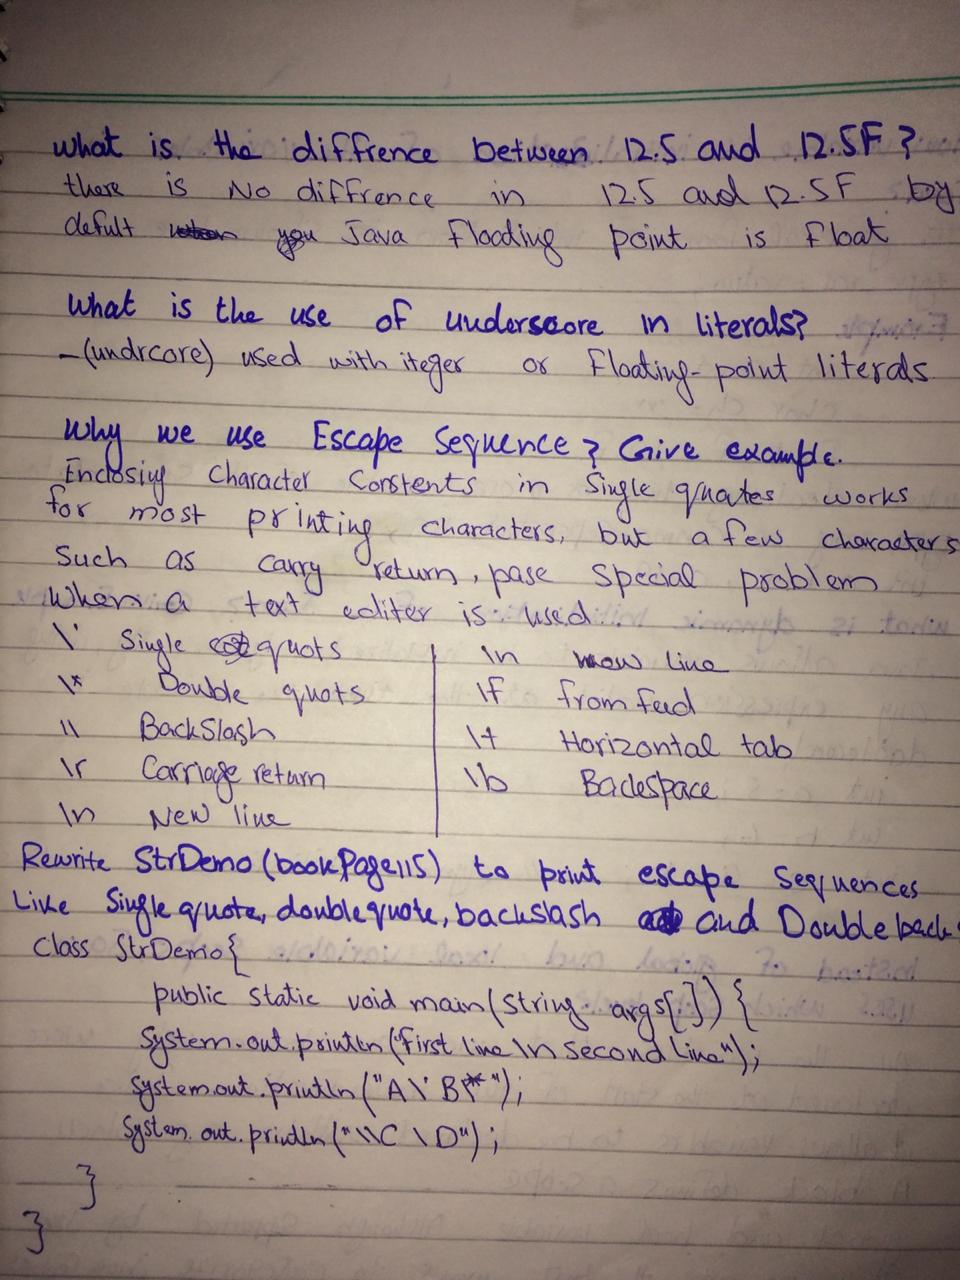 what is the diffrence between 12.5 and 12.5F?
there is No diffrence in 12.5 and 12.5F by
defult you Java floading point is float
what is the use of underscore in literals?
_(undrcore) used with iteger or floating-point literals
Why we use Escape Sequence? Give example.
Enclosing Character Constents in Single quates works
for most printing characters, but a few characters
Such as carry return, pase Special problem
When a text editer is used.
\' Single quots
\" Double quots
\\ BackSlash
\r Carriage return
\n New line
\n new line
\f from feed
\t Horizontal tab
\b Backspace
Rewrite StrDemo (book Page 115) to print escape Sequences
Like Single quote, double quote, backslash and Double back
Class StrDemo{
public static void main(String args[]) {
System.out.println("First line \n Second Line");
System.out.println("A\' B\"");
System.out.println("\\C \D");
}
}